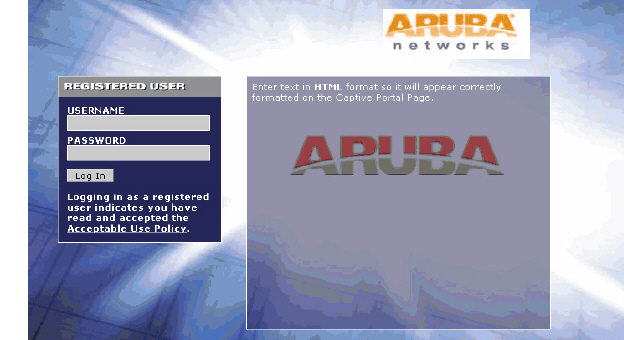 ARUBA
networks
REGISTERED USER
USERNAME
PASSWORD
Log In
Logging in as a registered
user indicates you have
read and accepted the
Acceptable Use Policy.
Enter text in HTML format so it will appear correctly
formatted on the Captive Portal Page.
ARUBA